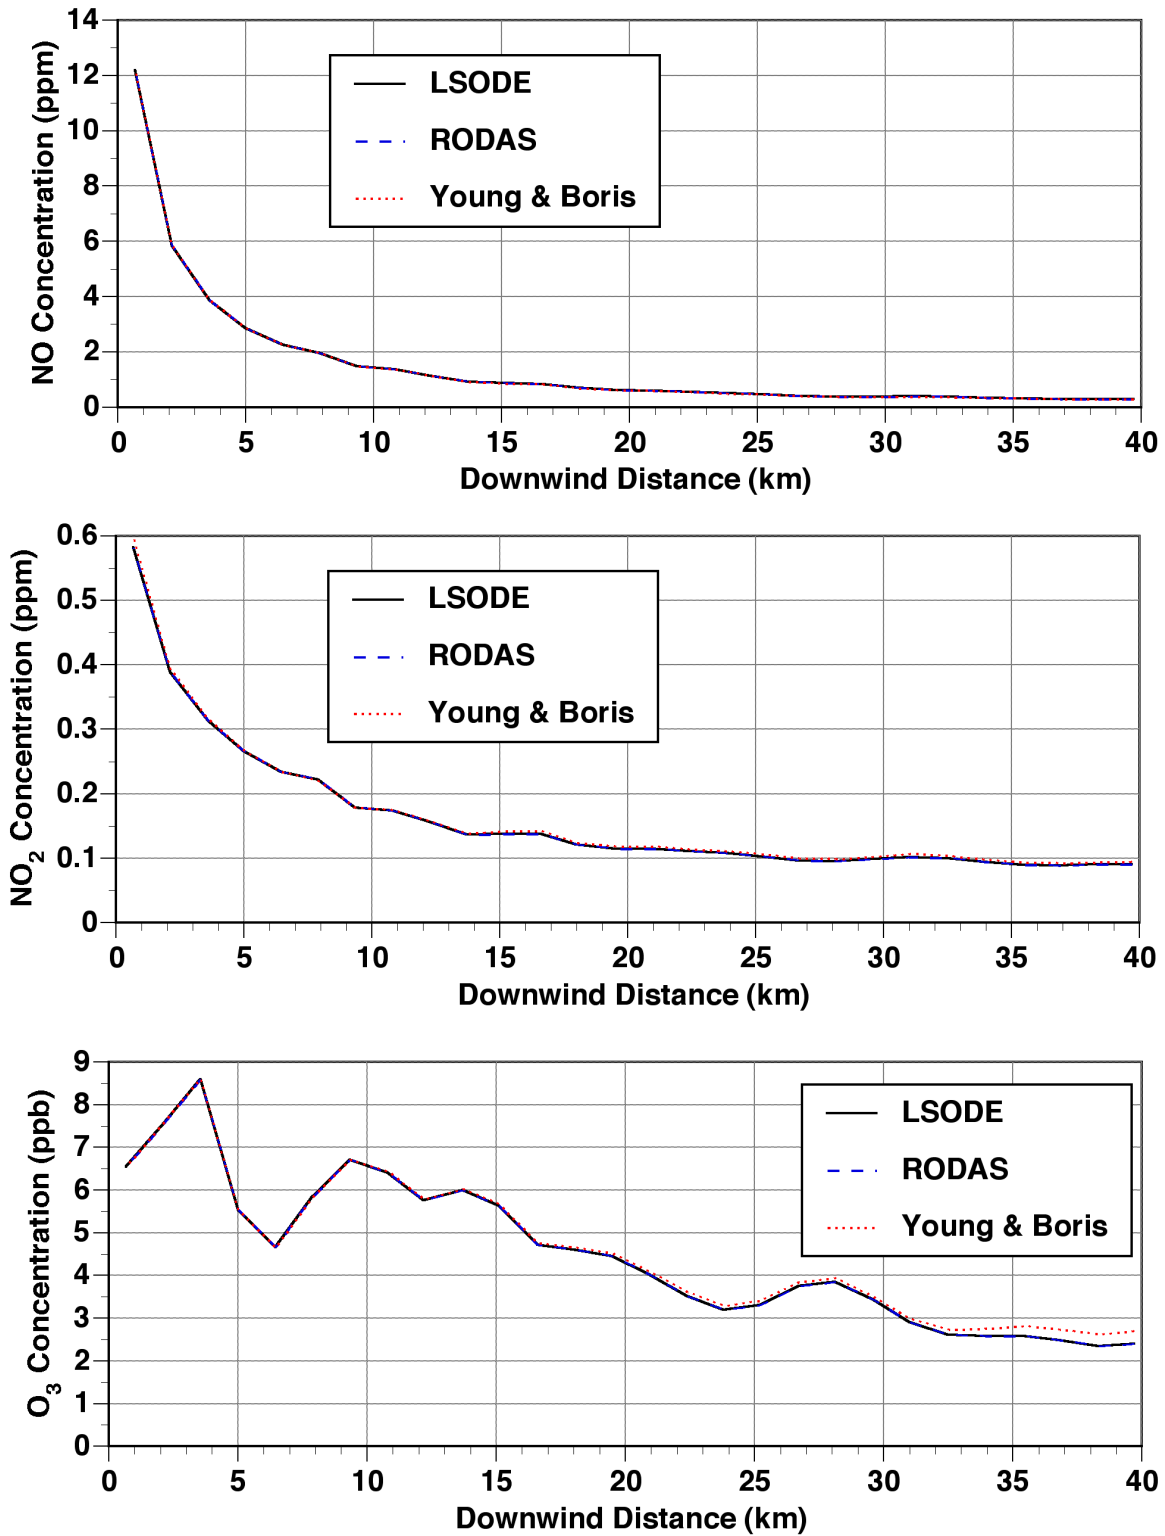 14
12
10
8
6
4
2
0
NO Concentration (ppm)
LSODE
RODAS
Young & Boris
0 5 10 15 20 25 30 35 40
Downwind Distance (km)
0.6
0.5
0.4
0.3
0.2
0.1
0
NO2 Concentration (ppm)
LSODE
RODAS
Young & Boris
0 5 10 15 20 25 30 35 40
Downwind Distance (km)
9
8
7
6
5
4
3
2
1
0
O3 Concentration (ppb)
LSODE
RODAS
Young & Boris
0 5 10 15 20 25 30 35 40
Downwind Distance (km)